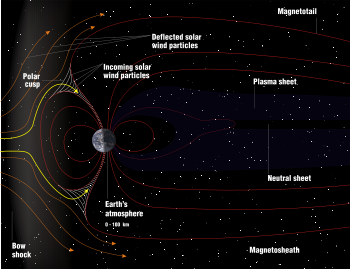 Magnetotail
Deflected solar
wind particles
Incoming solar
wind particles
Polar
cusp
Plasma sheet
Neutral sheet
Earth's
atmosphere
0 - 100 km
Bow
shock
Magnetosheath